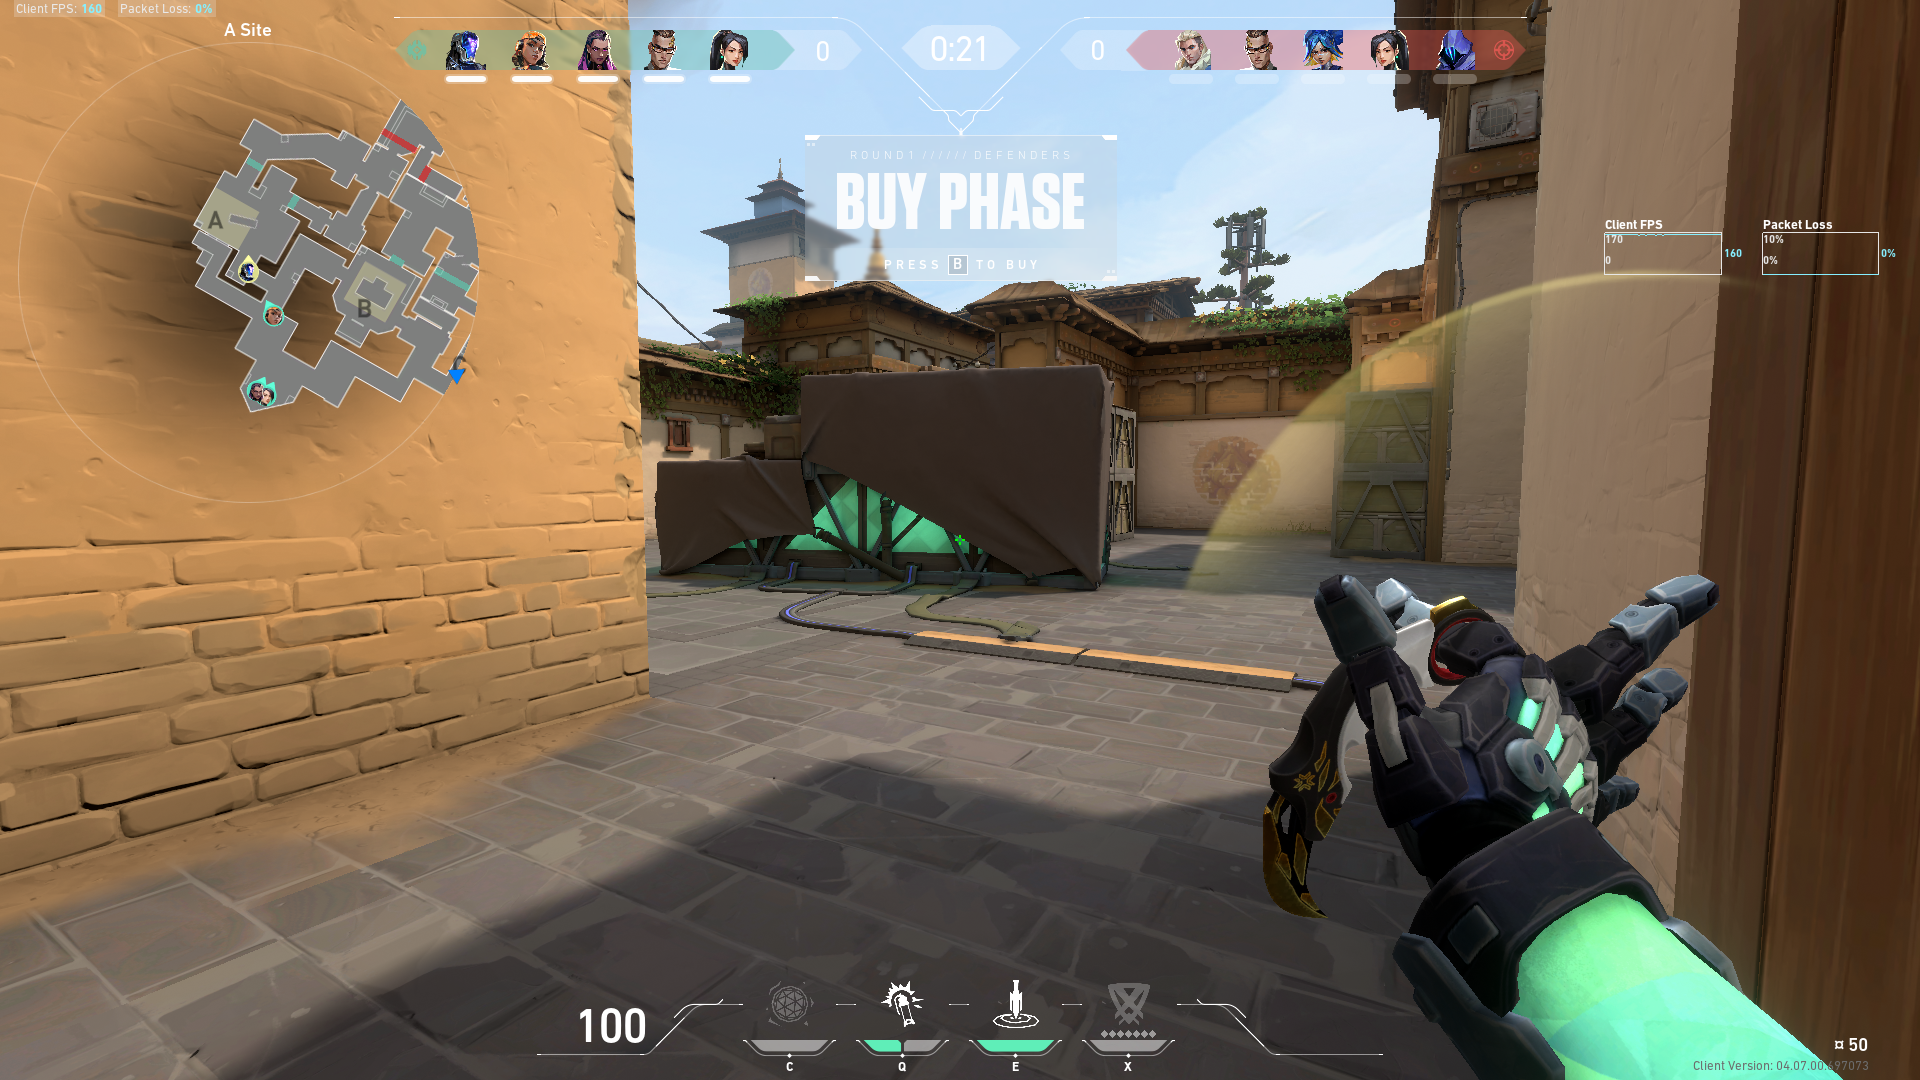 Client FPS: 160 Packet Loss: 0%
A Site
0 0:21 0
ROUND 1 ////// DEFENDERS
BUY PHASE
PRESS B TO BUY
Client FPS Packet Loss
170 10%
160 0%
0 0%
A
B
100
C Q E X
¤ 50
Client Version: 04.07.00.697073